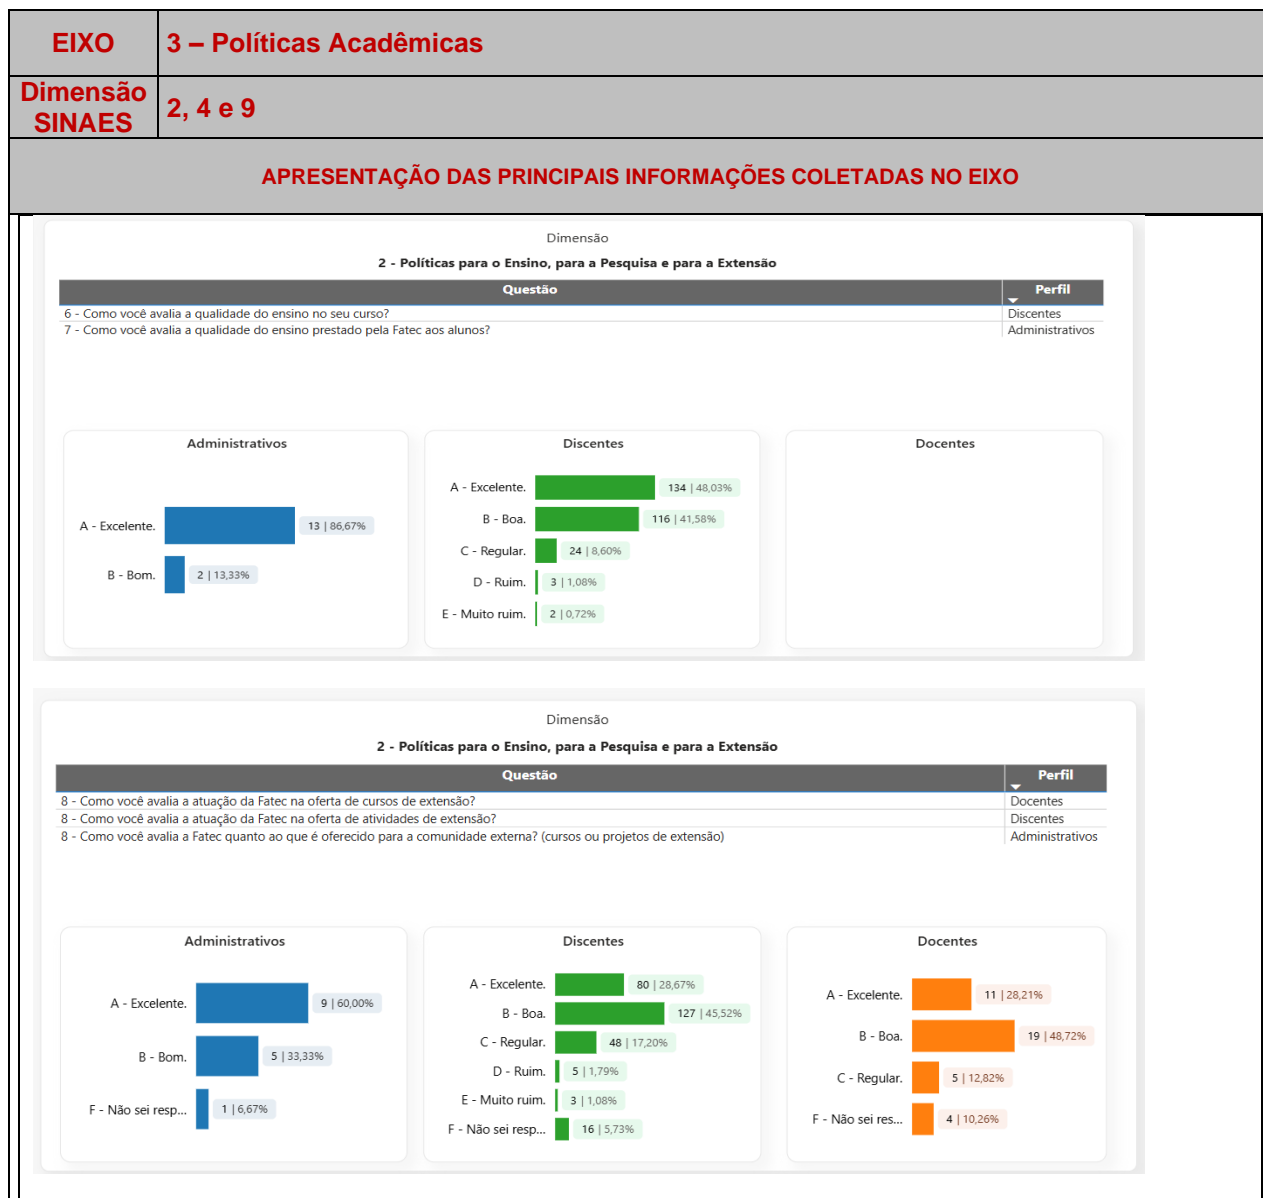 EIXO 3 – Políticas Acadêmicas
Dimensão SINAES 2, 4 e 9
APRESENTAÇÃO DAS PRINCIPAIS INFORMAÇÕES COLETADAS NO EIXO
Dimensão
2 - Políticas para o Ensino, para a Pesquisa e para a Extensão
Questão Perfil
6 - Como você avalia a qualidade do ensino no seu curso? Discentes
7 - Como você avalia a qualidade do ensino prestado pela Fatec aos alunos? Administrativos
Administrativos
A - Excelente. 13 | 86,67%
B - Bom. 2 | 13,33%
Discentes
A - Excelente. 134 | 48,03%
B - Boa. 116 | 41,58%
C - Regular. 24 | 8,60%
D - Ruim. 3 | 1,08%
E - Muito ruim. 2 | 0,72%
Docentes
Dimensão
2 - Políticas para o Ensino, para a Pesquisa e para a Extensão
Questão Perfil
8 - Como você avalia a atuação da Fatec na oferta de cursos de extensão? Docentes
8 - Como você avalia a atuação da Fatec na oferta de atividades de extensão? Discentes
8 - Como você avalia a Fatec quanto ao que é oferecido para a comunidade externa? (cursos ou projetos de extensão) Administrativos
Administrativos
A - Excelente. 9 | 60,00%
B - Bom. 5 | 33,33%
F - Não sei resp... 1 | 6,67%
Discentes
A - Excelente. 80 | 28,67%
B - Boa. 127 | 45,52%
C - Regular. 48 | 17,20%
D - Ruim. 5 | 1,79%
E - Muito ruim. 3 | 1,08%
F - Não sei resp... 16 | 5,73%
Docentes
A - Excelente. 11 | 28,21%
B - Boa. 19 | 48,72%
C - Regular. 5 | 12,82%
F - Não sei res... 4 | 10,26%